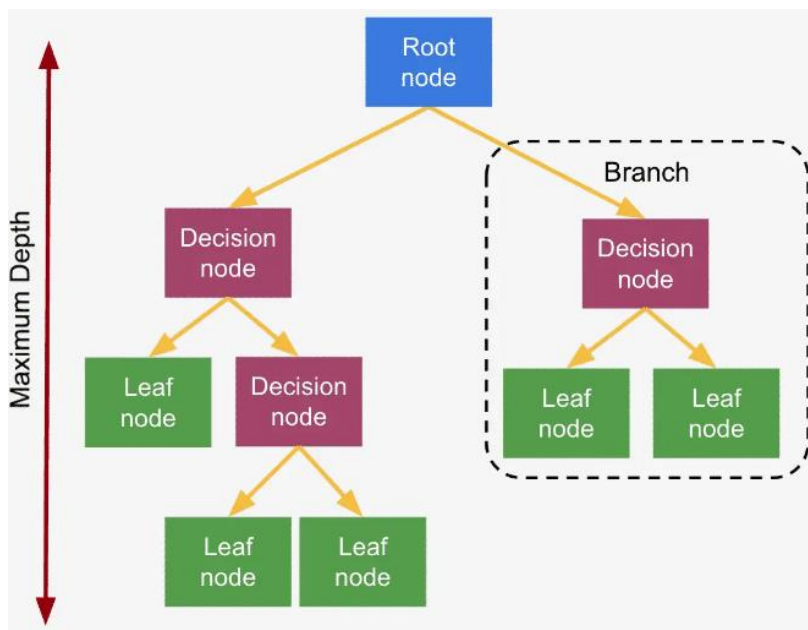 Root
node
Branch
Decision
node
Decision
node
Maximum Depth
Leaf
node
Decision
node
Leaf
node
Leaf
node
Leaf
node
Leaf
node